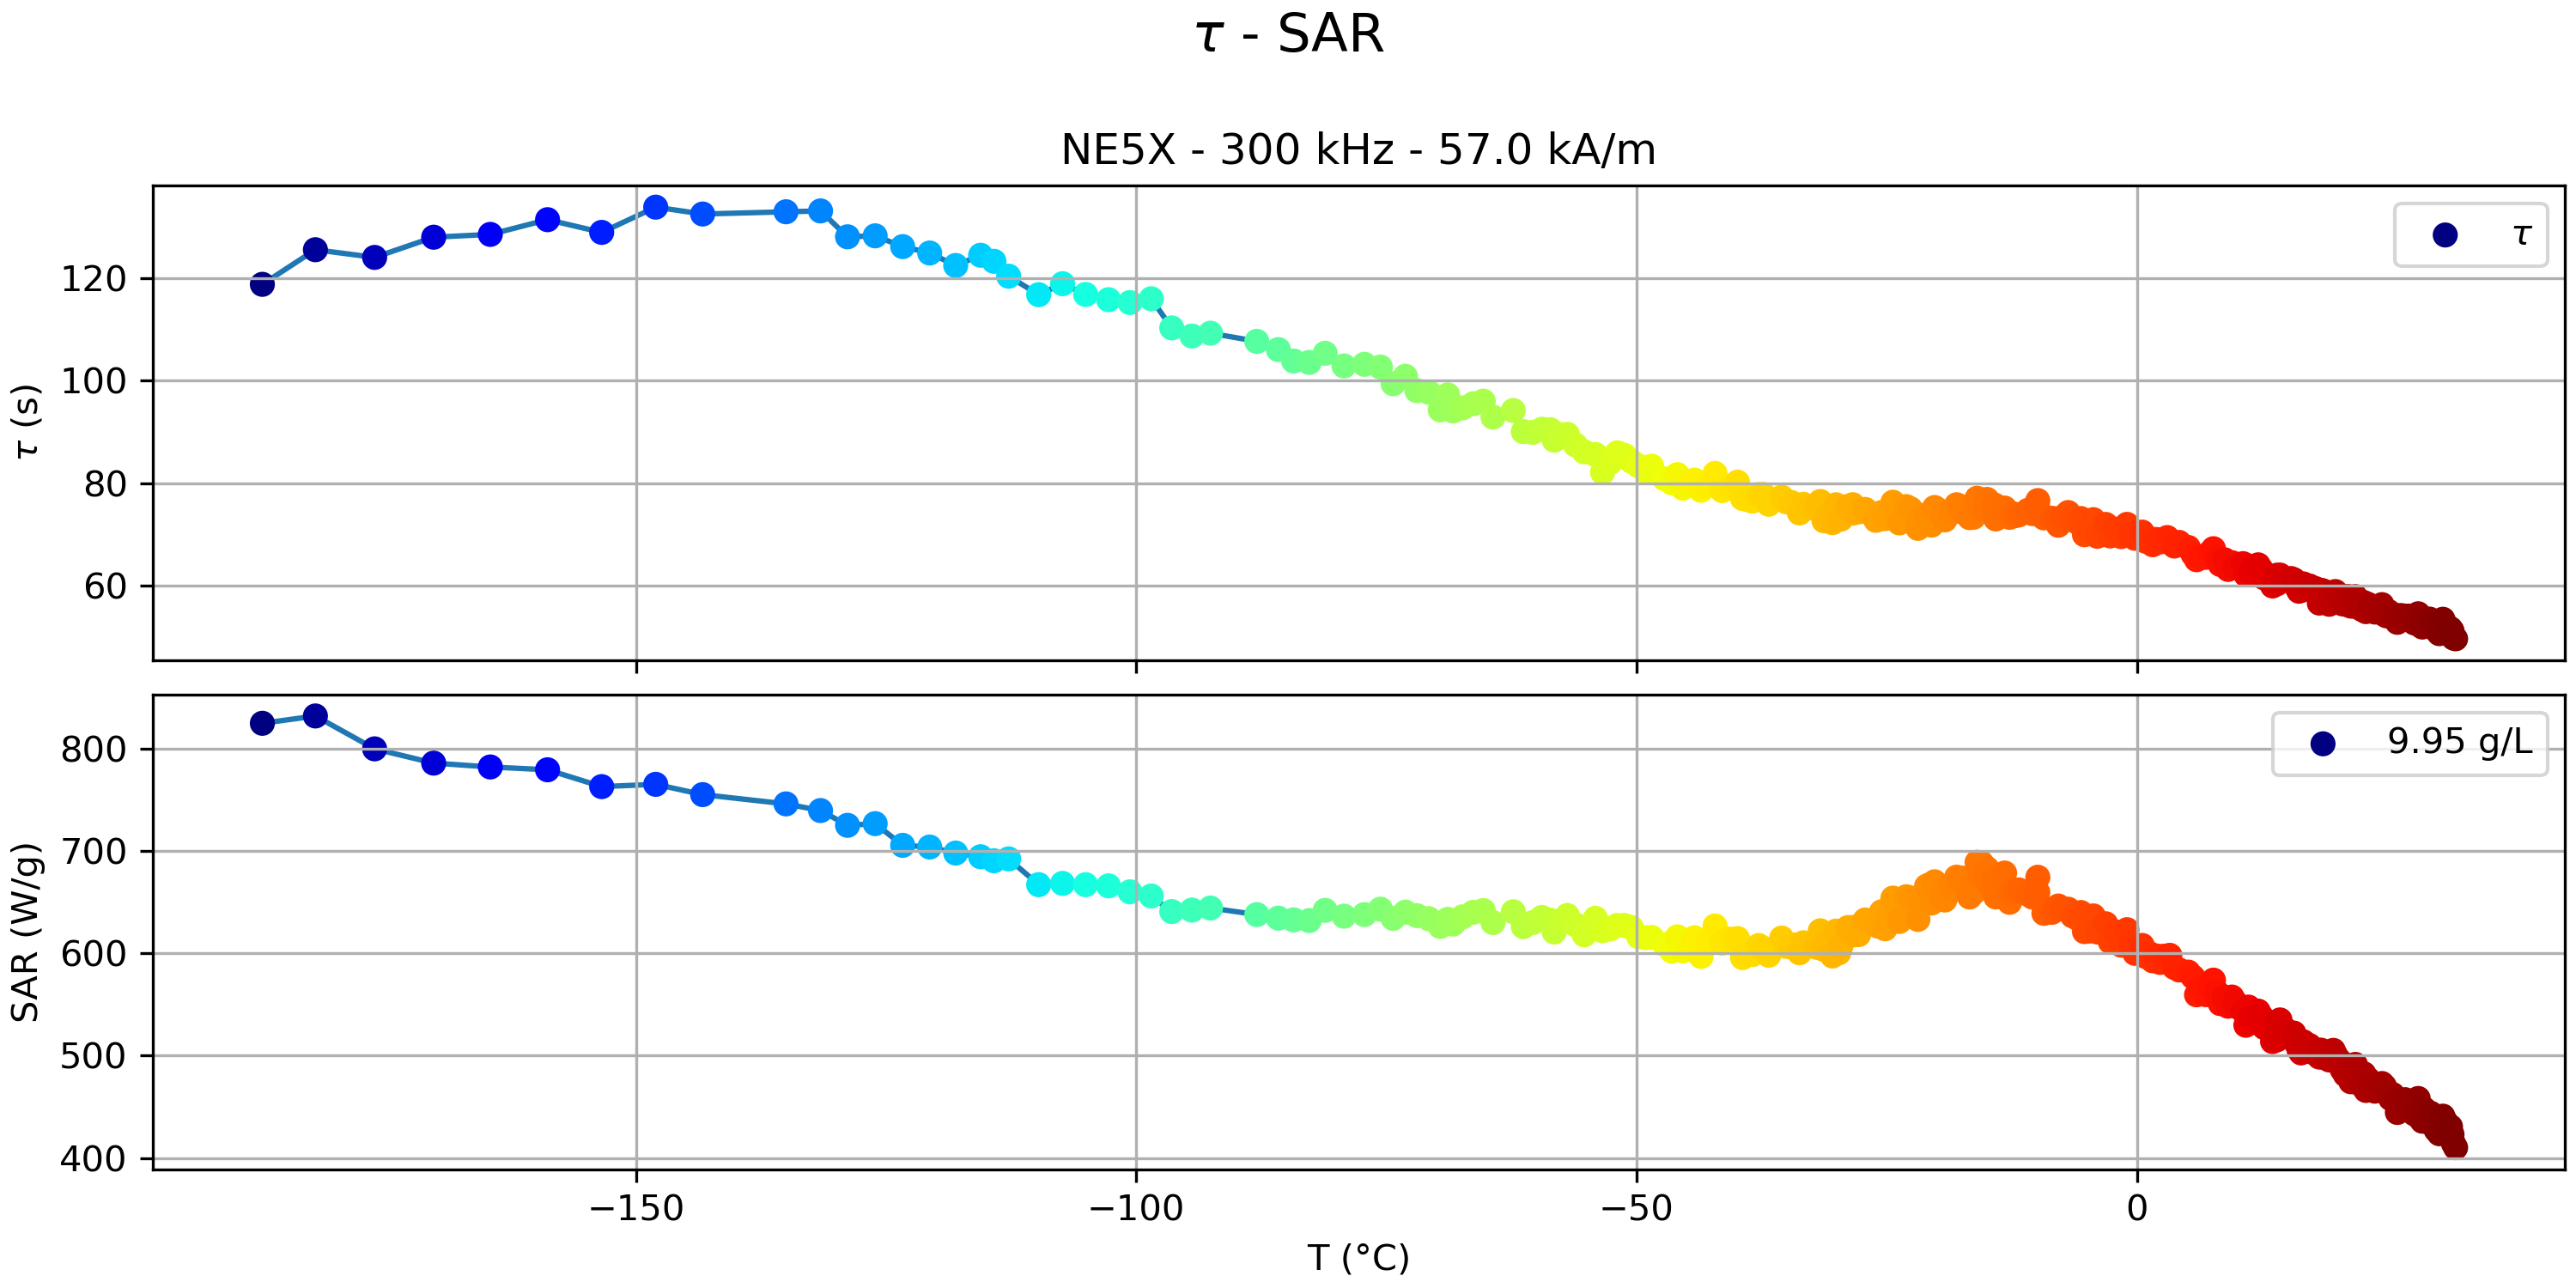 τ - SAR
NE5X - 300 kHz - 57.0 kA/m
τ
120
100
80
60
τ (s)
9.95 g/L
800
700
600
500
400
SAR (W/g)
−150
−100
−50
0
T (°C)